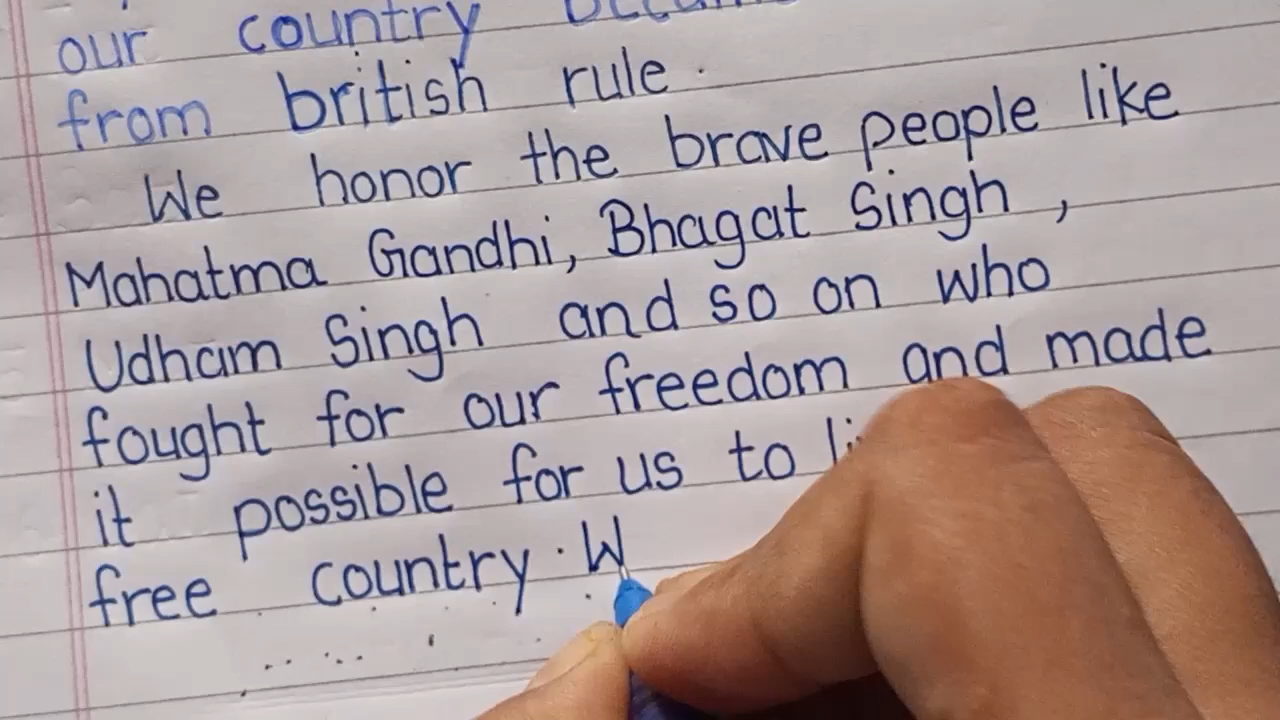 our country
from british rule.
We honor the brave people like
Mahatma Gandhi, Bhagat Singh,
Udham Singh and so on who
fought for our freedom and made
it possible for us to
free country. W